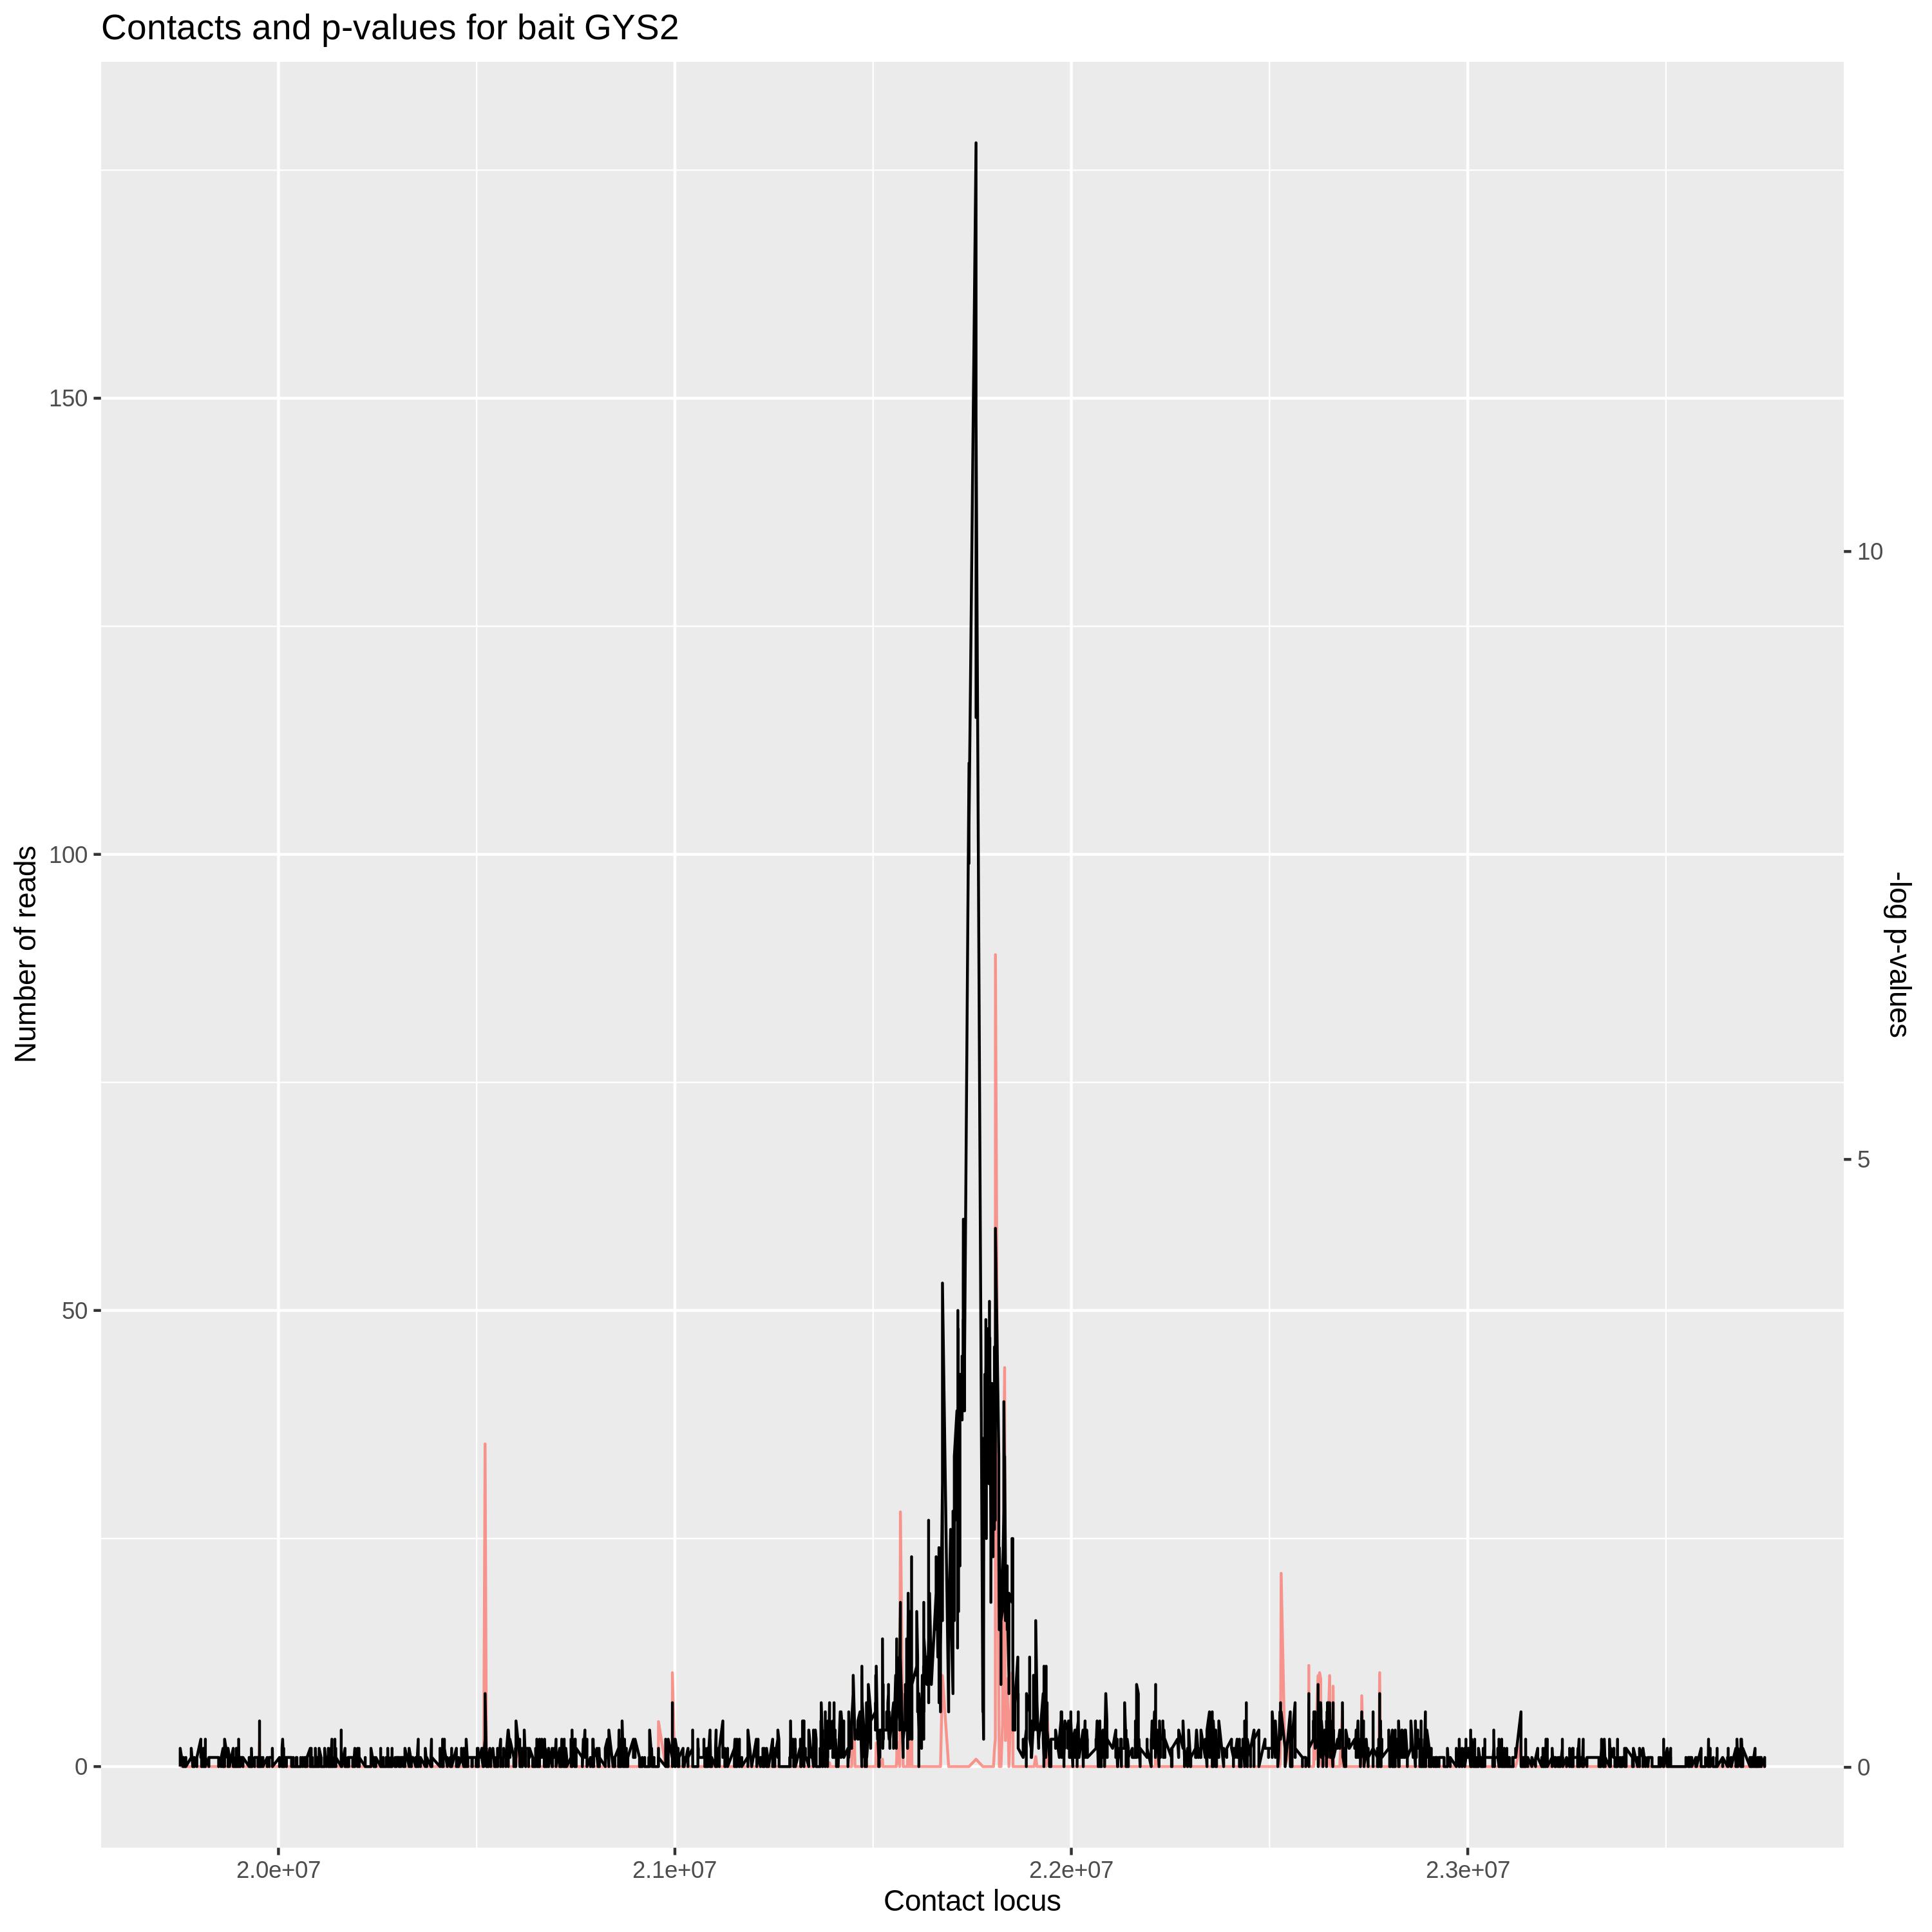 Contacts and p-values for bait GYS2
150
100
50
0
Number of reads
10
5
0
-log p-values
2.0e+07
2.1e+07
2.2e+07
2.3e+07
Contact locus